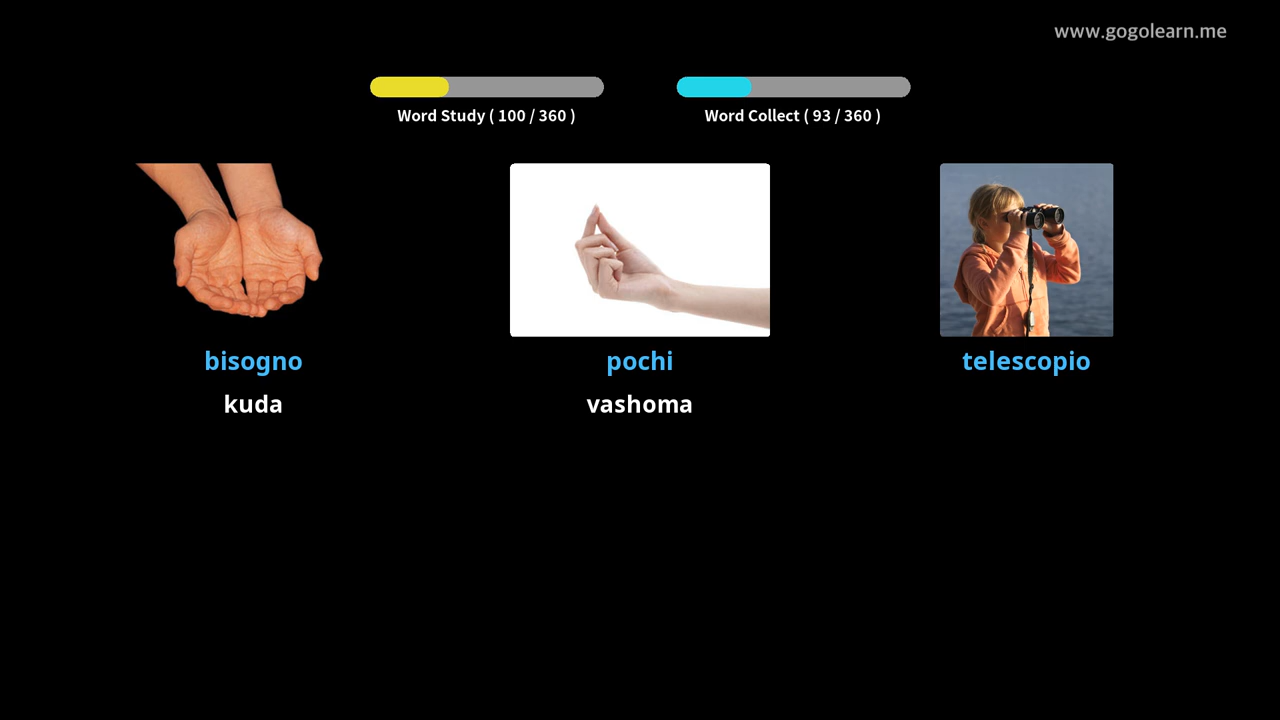 www.gogolearn.me
Word Study ( 100 / 360 )
Word Collect ( 93 / 360 )
bisogno
pochi
telescopio
kuda
vashoma